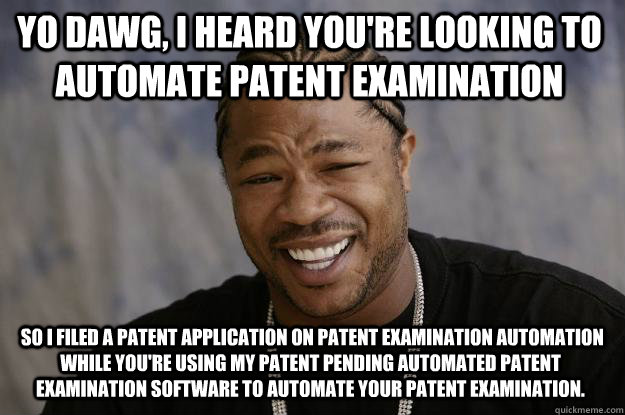 YO DAWG, I HEARD YOU'RE LOOKING TO
AUTOMATE PATENT EXAMINATION
SO I FILED A PATENT APPLICATION ON PATENT EXAMINATION AUTOMATION
WHILE YOU'RE USING MY PATENT PENDING AUTOMATED PATENT
EXAMINATION SOFTWARE TO AUTOMATE YOUR PATENT EXAMINATION.
quickmeme.com